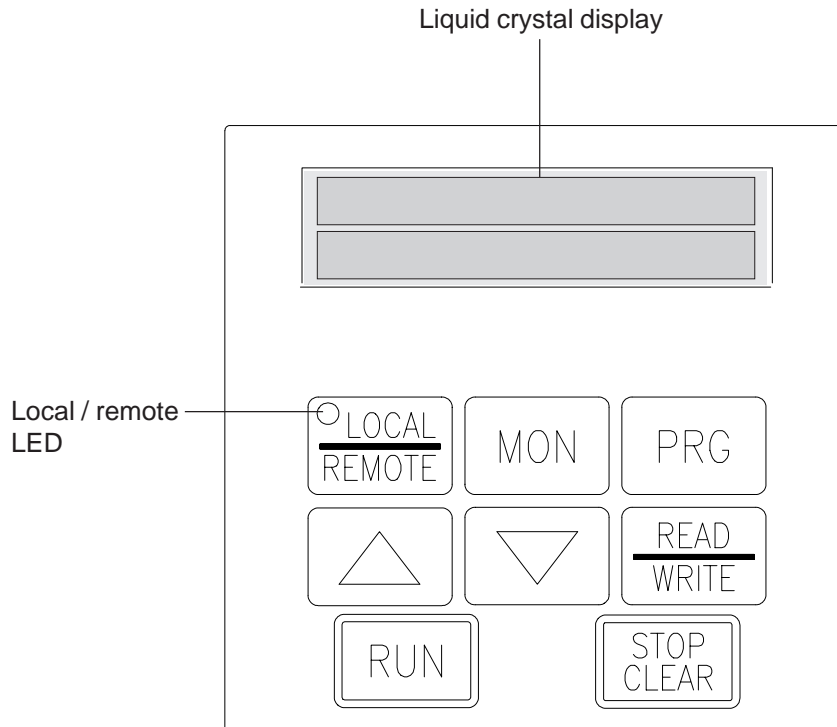 Liquid crystal display
Local / remote
LED
LOCAL
REMOTE
MON
PRG
READ
WRITE
RUN
STOP
CLEAR